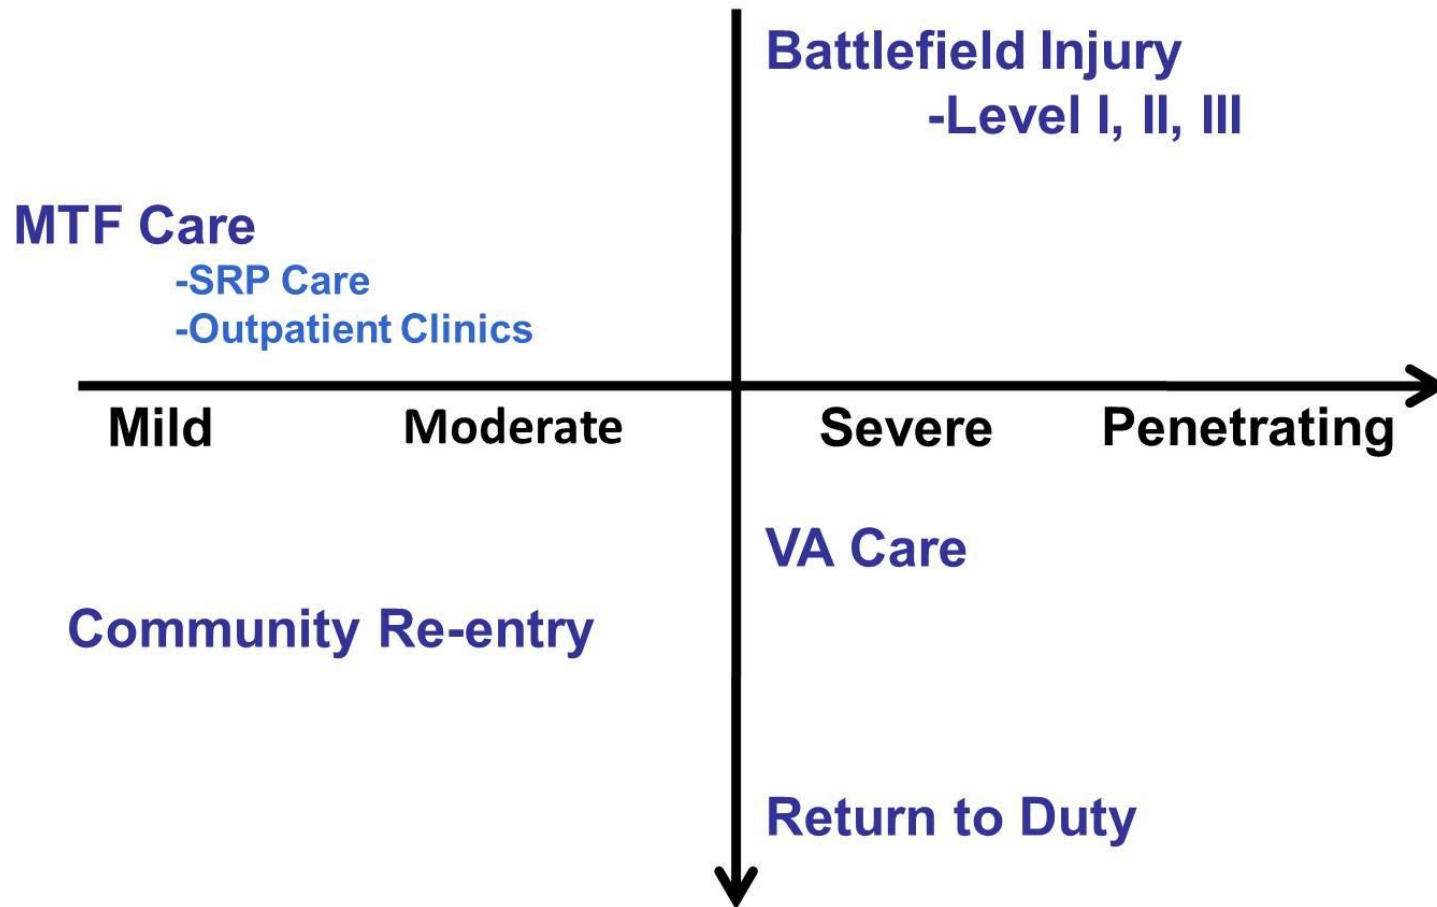 Battlefield Injury
-Level I, II, III
MTF Care
-SRP Care
-Outpatient Clinics
Mild Moderate Severe Penetrating
VA Care
Community Re-entry
Return to Duty